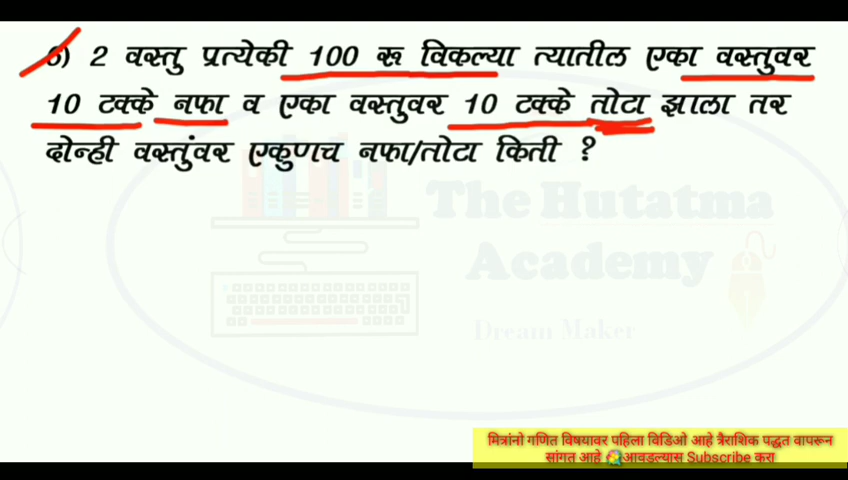 6) 2 वस्तु प्रत्येकी 100 रू विकल्या त्यातील एका वस्तुवर
10 टक्के नफा व एका वस्तुवर 10 टक्के तोटा झाला तर
दोन्ही वस्तुंवर एकुणच नफा/तोटा किती ?
The Hutatma
Academy
Dream Maker
मित्रांनो गणित विषयावर पहिला विडिओ आहे त्रैराशिक पद्धत वापरून
सांगत आहे 💐आवडल्यास Subscribe करा